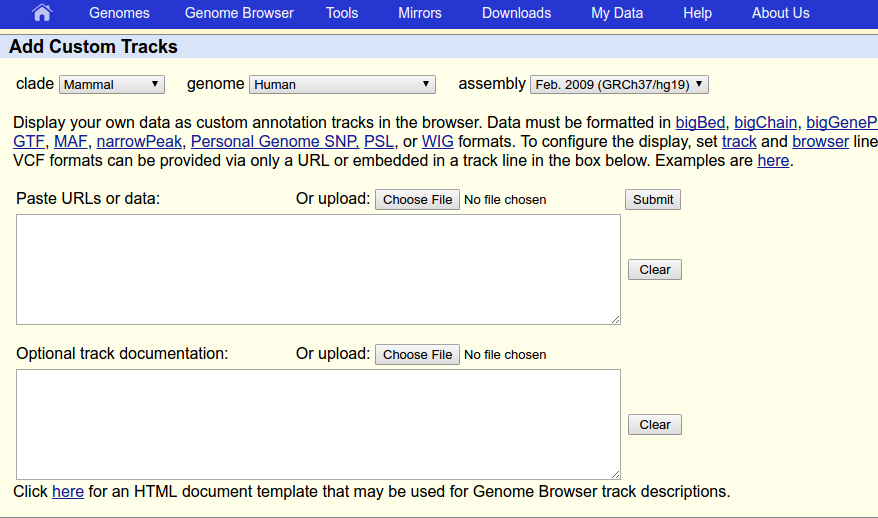 Genomes Genome Browser Tools Mirrors Downloads My Data Help About Us
Add Custom Tracks
clade Mammal genome Human assembly Feb. 2009 (GRCh37/hg19)
Display your own data as custom annotation tracks in the browser. Data must be formatted in bigBed, bigChain, bigGeneP
GTF, MAF, narrowPeak, Personal Genome SNP, PSL, or WIG formats. To configure the display, set track and browser line
VCF formats can be provided via only a URL or embedded in a track line in the box below. Examples are here.
Paste URLs or data: Or upload: Choose File No file chosen Submit
Clear
Optional track documentation: Or upload: Choose File No file chosen
Clear
Click here for an HTML document template that may be used for Genome Browser track descriptions.